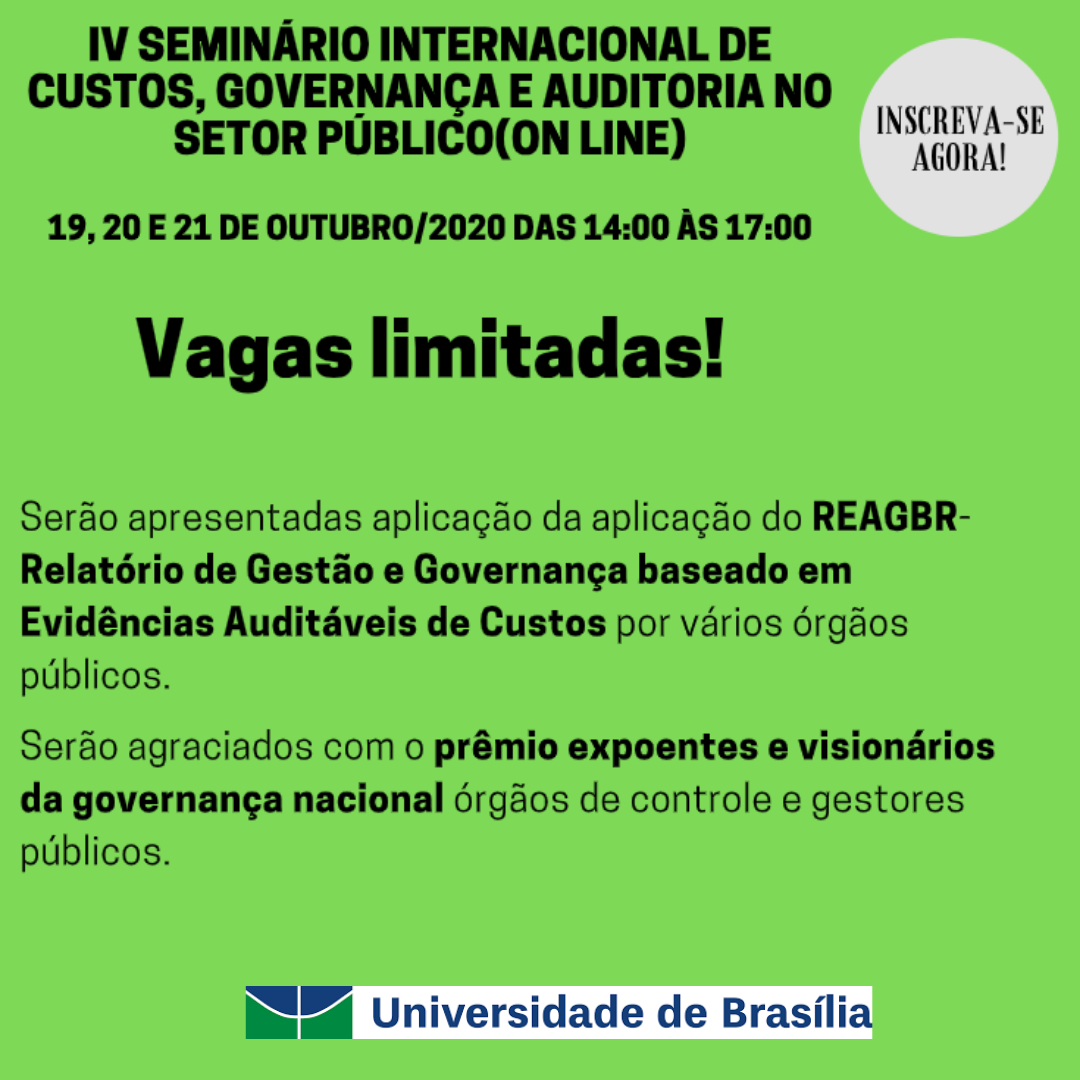 IV SEMINÁRIO INTERNACIONAL DE
CUSTOS, GOVERNANÇA E AUDITORIA NO
SETOR PÚBLICO(ON LINE)
INSCREVA-SE
AGORA!
19, 20 E 21 DE OUTUBRO/2020 DAS 14:00 ÀS 17:00
Vagas limitadas!
Serão apresentadas aplicação da aplicação do REAGBR-
Relatório de Gestão e Governança baseado em
Evidências Auditáveis de Custos por vários órgãos
públicos.
Serão agraciados com o prêmio expoentes e visionários
da governança nacional órgãos de controle e gestores
públicos.
Universidade de Brasília